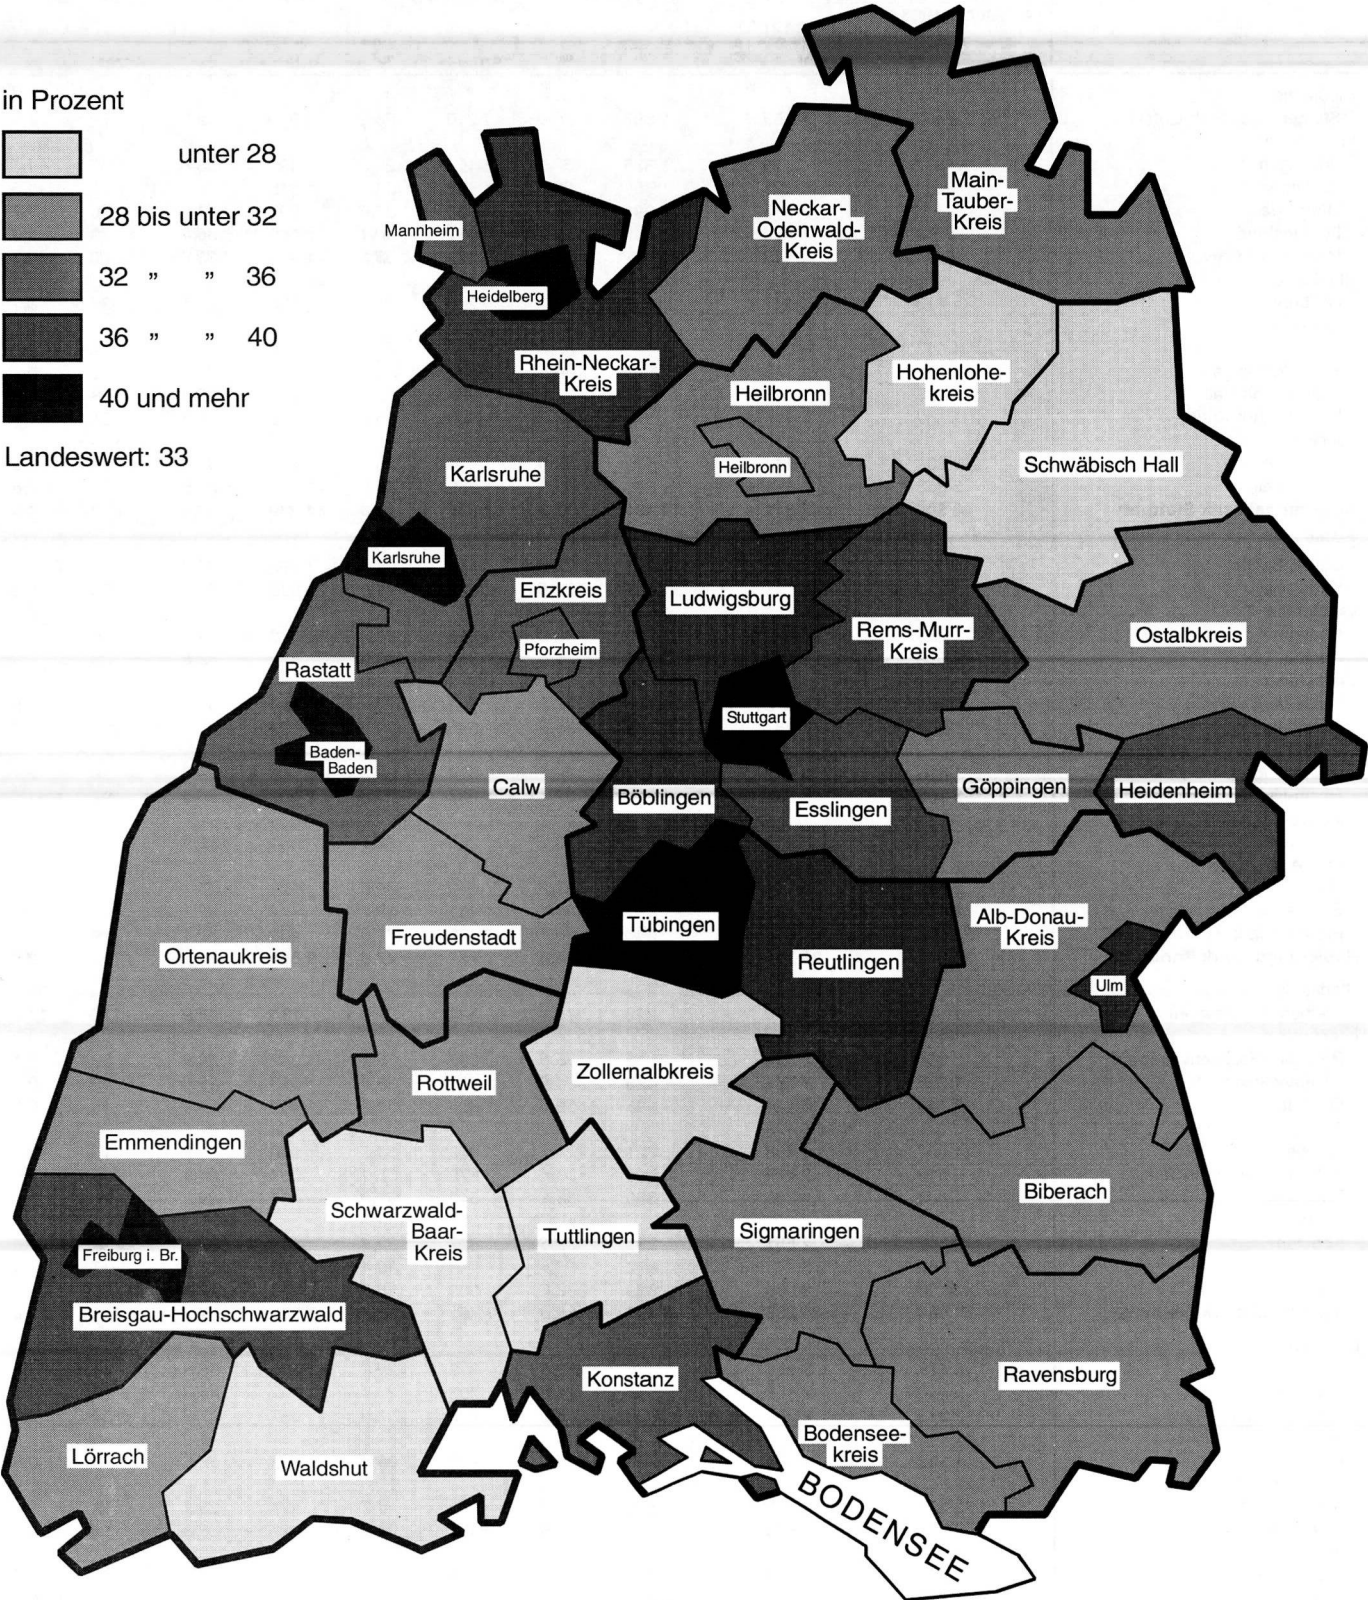 in Prozent
unter 28
28 bis unter 32
32 " " 36
36 " " 40
40 und mehr
Landeswert: 33
Main-
Tauber-
Kreis
Neckar-
Odenwald-
Kreis
Mannheim
Heidelberg
Rhein-Neckar-
Kreis
Heilbronn
Hohenlohe-
kreis
Schwäbisch Hall
Karlsruhe
Heilbronn
Karlsruhe
Enzkreis
Ludwigsburg
Rems-Murr-
Kreis
Ostalbkreis
Pforzheim
Rastatt
Stuttgart
Baden-
Baden
Calw
Böblingen
Esslingen
Göppingen
Heidenheim
Freudenstadt
Tübingen
Alb-Donau-
Kreis
Ortenaukreis
Reutlingen
Ulm
Rottweil
Zollernalbkreis
Emmendingen
Biberach
Schwarzwald-
Baar-
Kreis
Tuttlingen
Sigmaringen
Freiburg i. Br.
Breisgau-Hochschwarzwald
Konstanz
Ravensburg
Lörrach
Waldshut
Bodensee-
kreis
BODENSEE